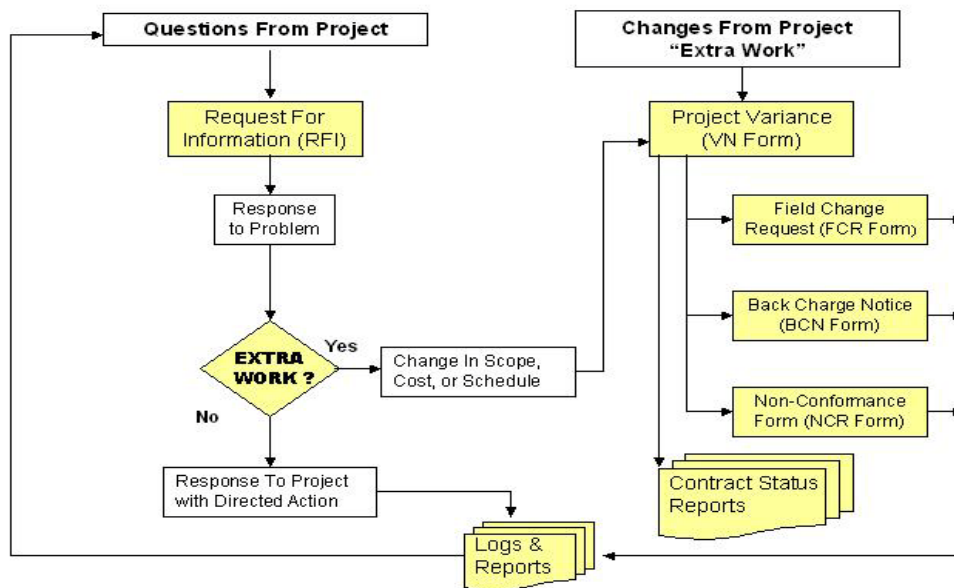 Questions From Project
Changes From Project
“Extra Work”
Request For
Information (RFI)
Project Variance
(VN Form)
Response
to Problem
Field Change
Request (FCR Form)
Back Charge Notice
(BCN Form)
EXTRA
WORK ?
Yes
Change In Scope,
Cost, or Schedule
No
Non-Conformance
Form (NCR Form)
Response To Project
with Directed Action
Contract Status
Reports
Logs &
Reports